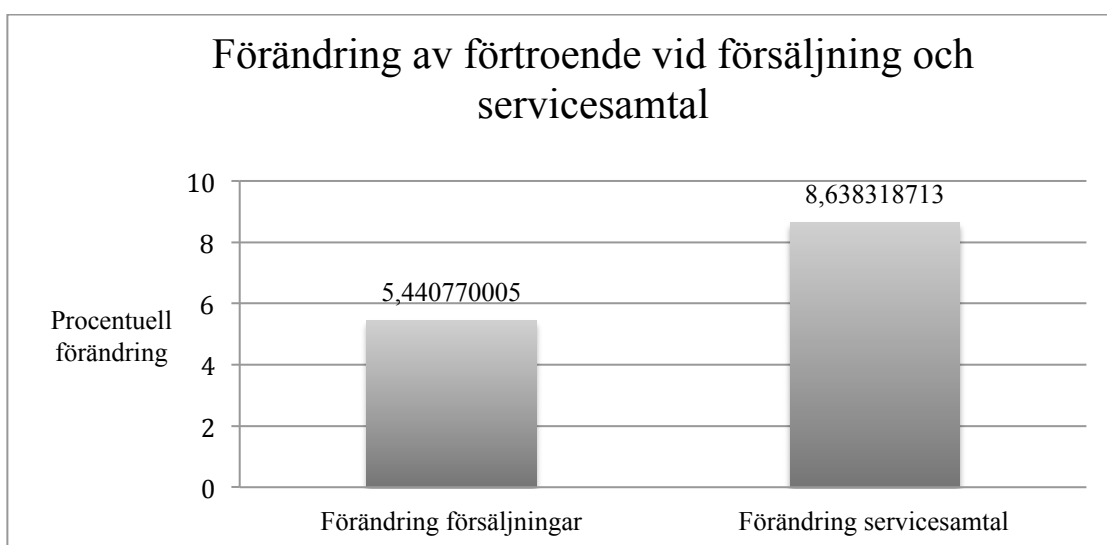 Förändring av förtroende vid försäljning och
servicesamtal
10
8,638318713
8
5,440770005
6
Procentuell
förändring
4
2
0
Förändring försäljningar
Förändring servicesamtal